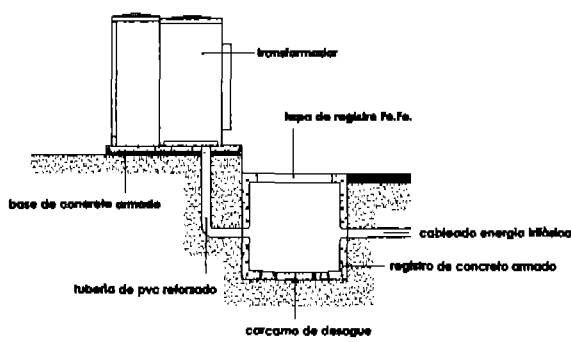 transformador
tapa de registro Fo.Fo.
base de concreto armado
cableado energia trifásica
registro de concreto armado
tuberia de pvc reforzado
carcamo de desague